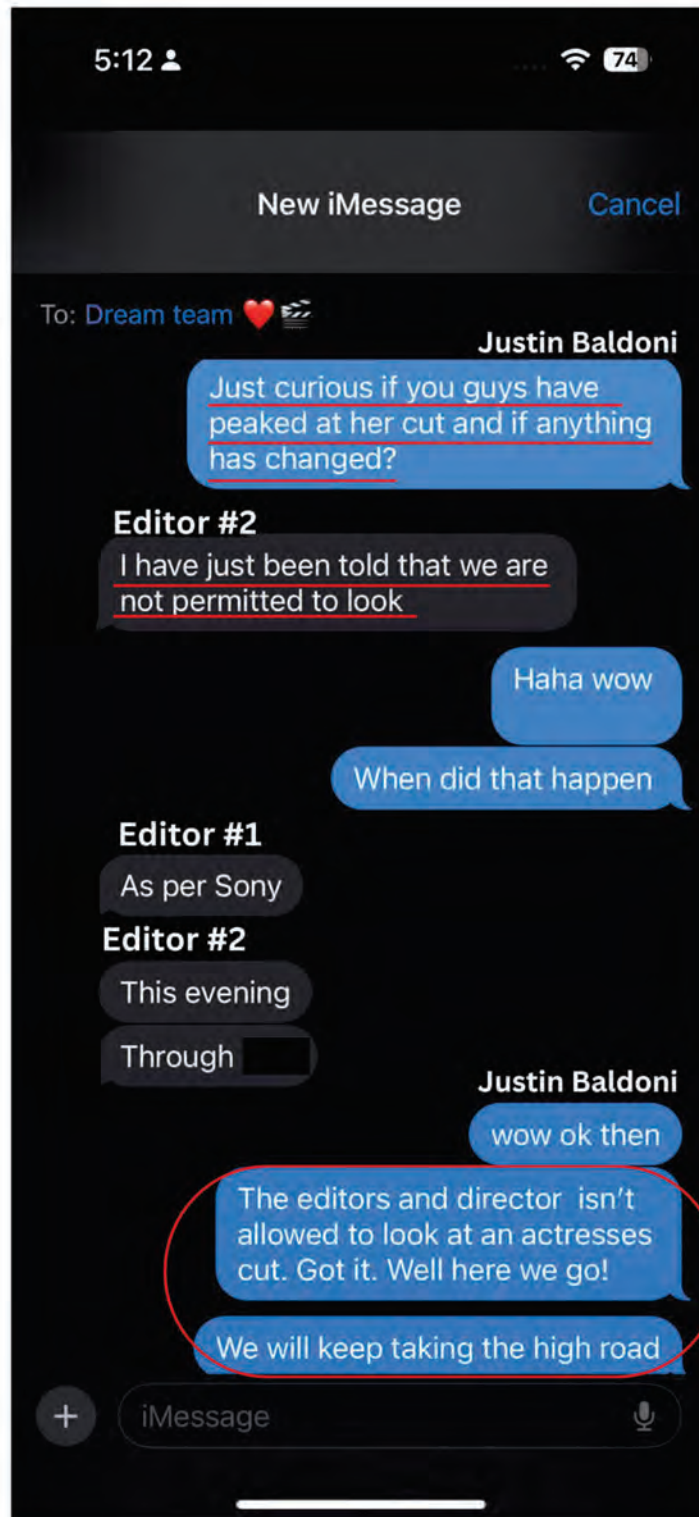 5:12
74
New iMessage
Cancel
To: Dream team ❤️🎬
Justin Baldoni
Just curious if you guys have
peaked at her cut and if anything
has changed?
Editor #2
I have just been told that we are
not permitted to look
Haha wow
When did that happen
Editor #1
As per Sony
Editor #2
This evening
Through
Justin Baldoni
wow ok then
The editors and director isn't
allowed to look at an actresses
cut. Got it. Well here we go!
We will keep taking the high road
iMessage